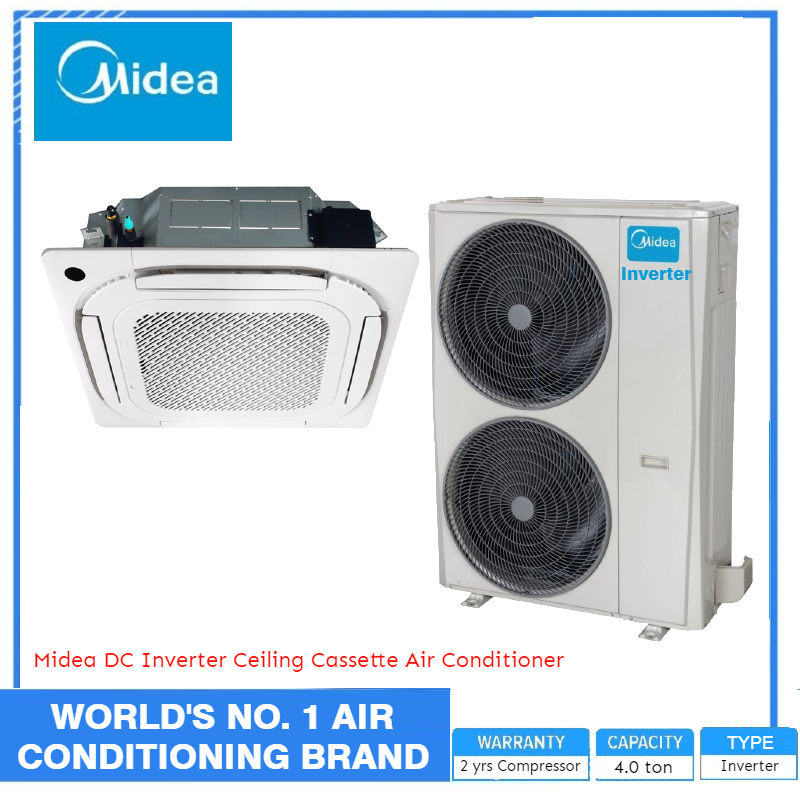 Midea
Midea
Inverter
Midea DC Inverter Ceiling Cassette Air Conditioner
WORLD'S NO. 1 AIR
CONDITIONING BRAND
WARRANTY
2 yrs Compressor
CAPACITY
4.0 ton
TYPE
Inverter